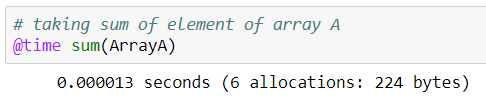 # taking sum of element of array A
@time sum(ArrayA)
0.000013 seconds (6 allocations: 224 bytes)